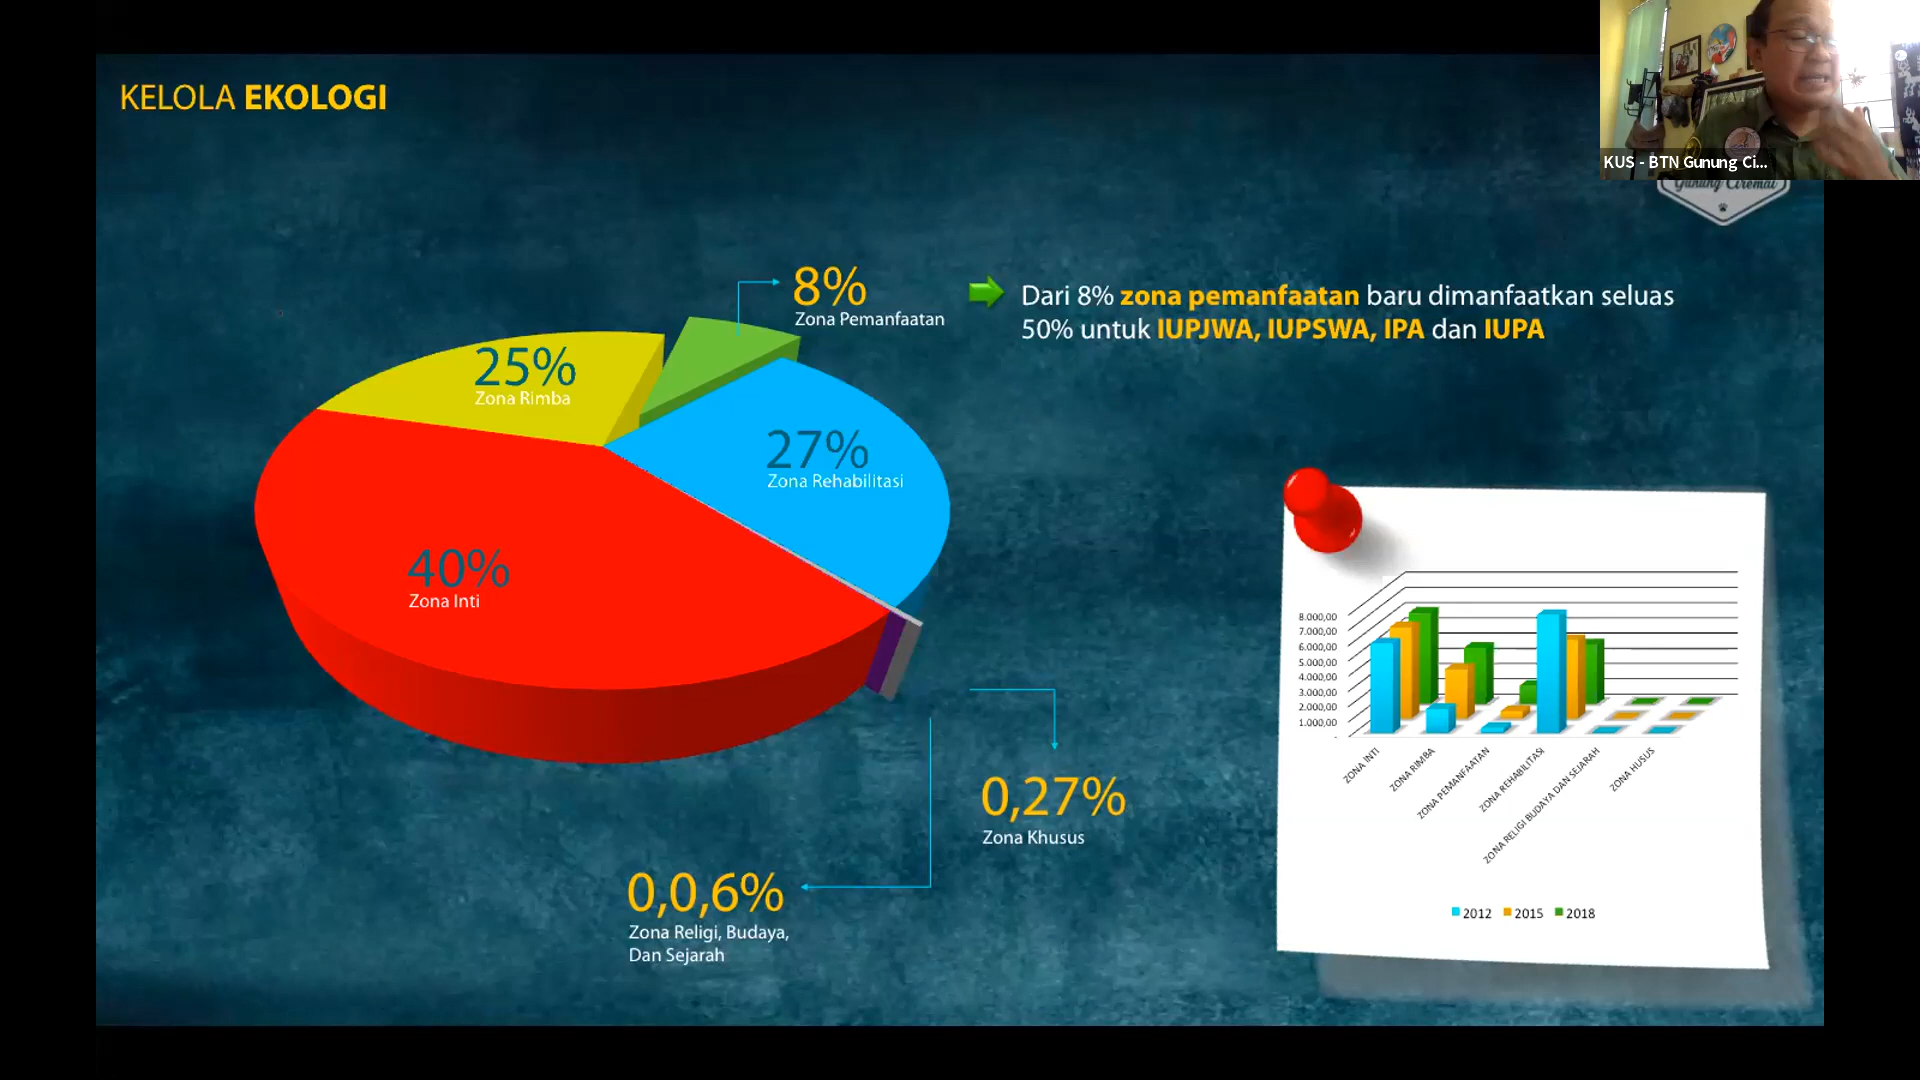 KELOLA EKOLOGI
KUS - BTN Gunung Ci...
Gunung Ciremai
8%
Zona Pemanfaatan
Dari 8% zona pemanfaatan baru dimanfaatkan seluas
50% untuk IUPJWA, IUPSWA, IPA dan IUPA
25%
Zona Rimba
27%
Zona Rehabilitasi
40%
Zona Inti
0,27%
Zona Khusus
0,0,6%
Zona Religi, Budaya,
Dan Sejarah
8.000,00
7.000,00
6.000,00
5.000,00
4.000,00
3.000,00
2.000,00
1.000,00
-
ZONA INTI
ZONA RIMBA
ZONA PEMANFAATAN
ZONA REHABILITASI
ZONA RELIGI BUDAYA DAN SEJARAH
ZONA HUSUS
2012 2015 2018